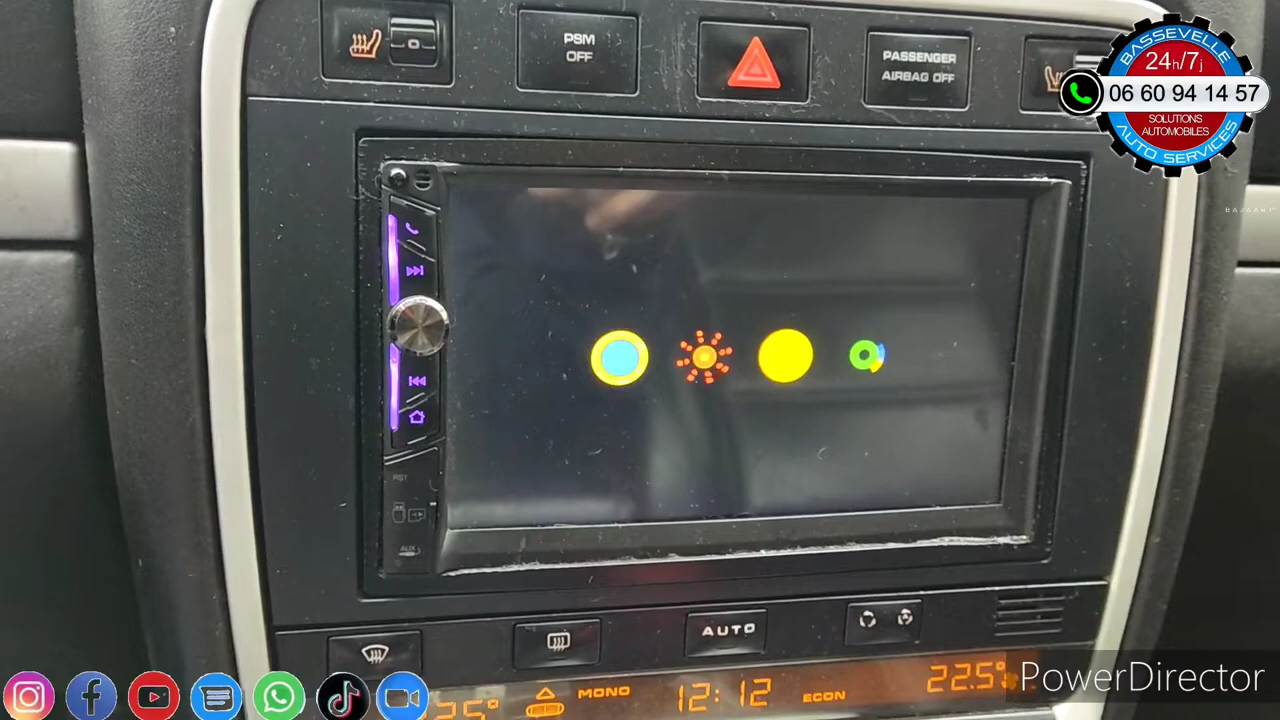 PSM
OFF
PASSENGER
AIRBAG OFF
BASSEVELLE
24h/7j
06 60 94 14 57
SOLUTIONS
AUTOMOBILES
AUTO SERVICES
RST
AUX
AUTO
MONO
12:12
ECON
22.5°
PowerDirector